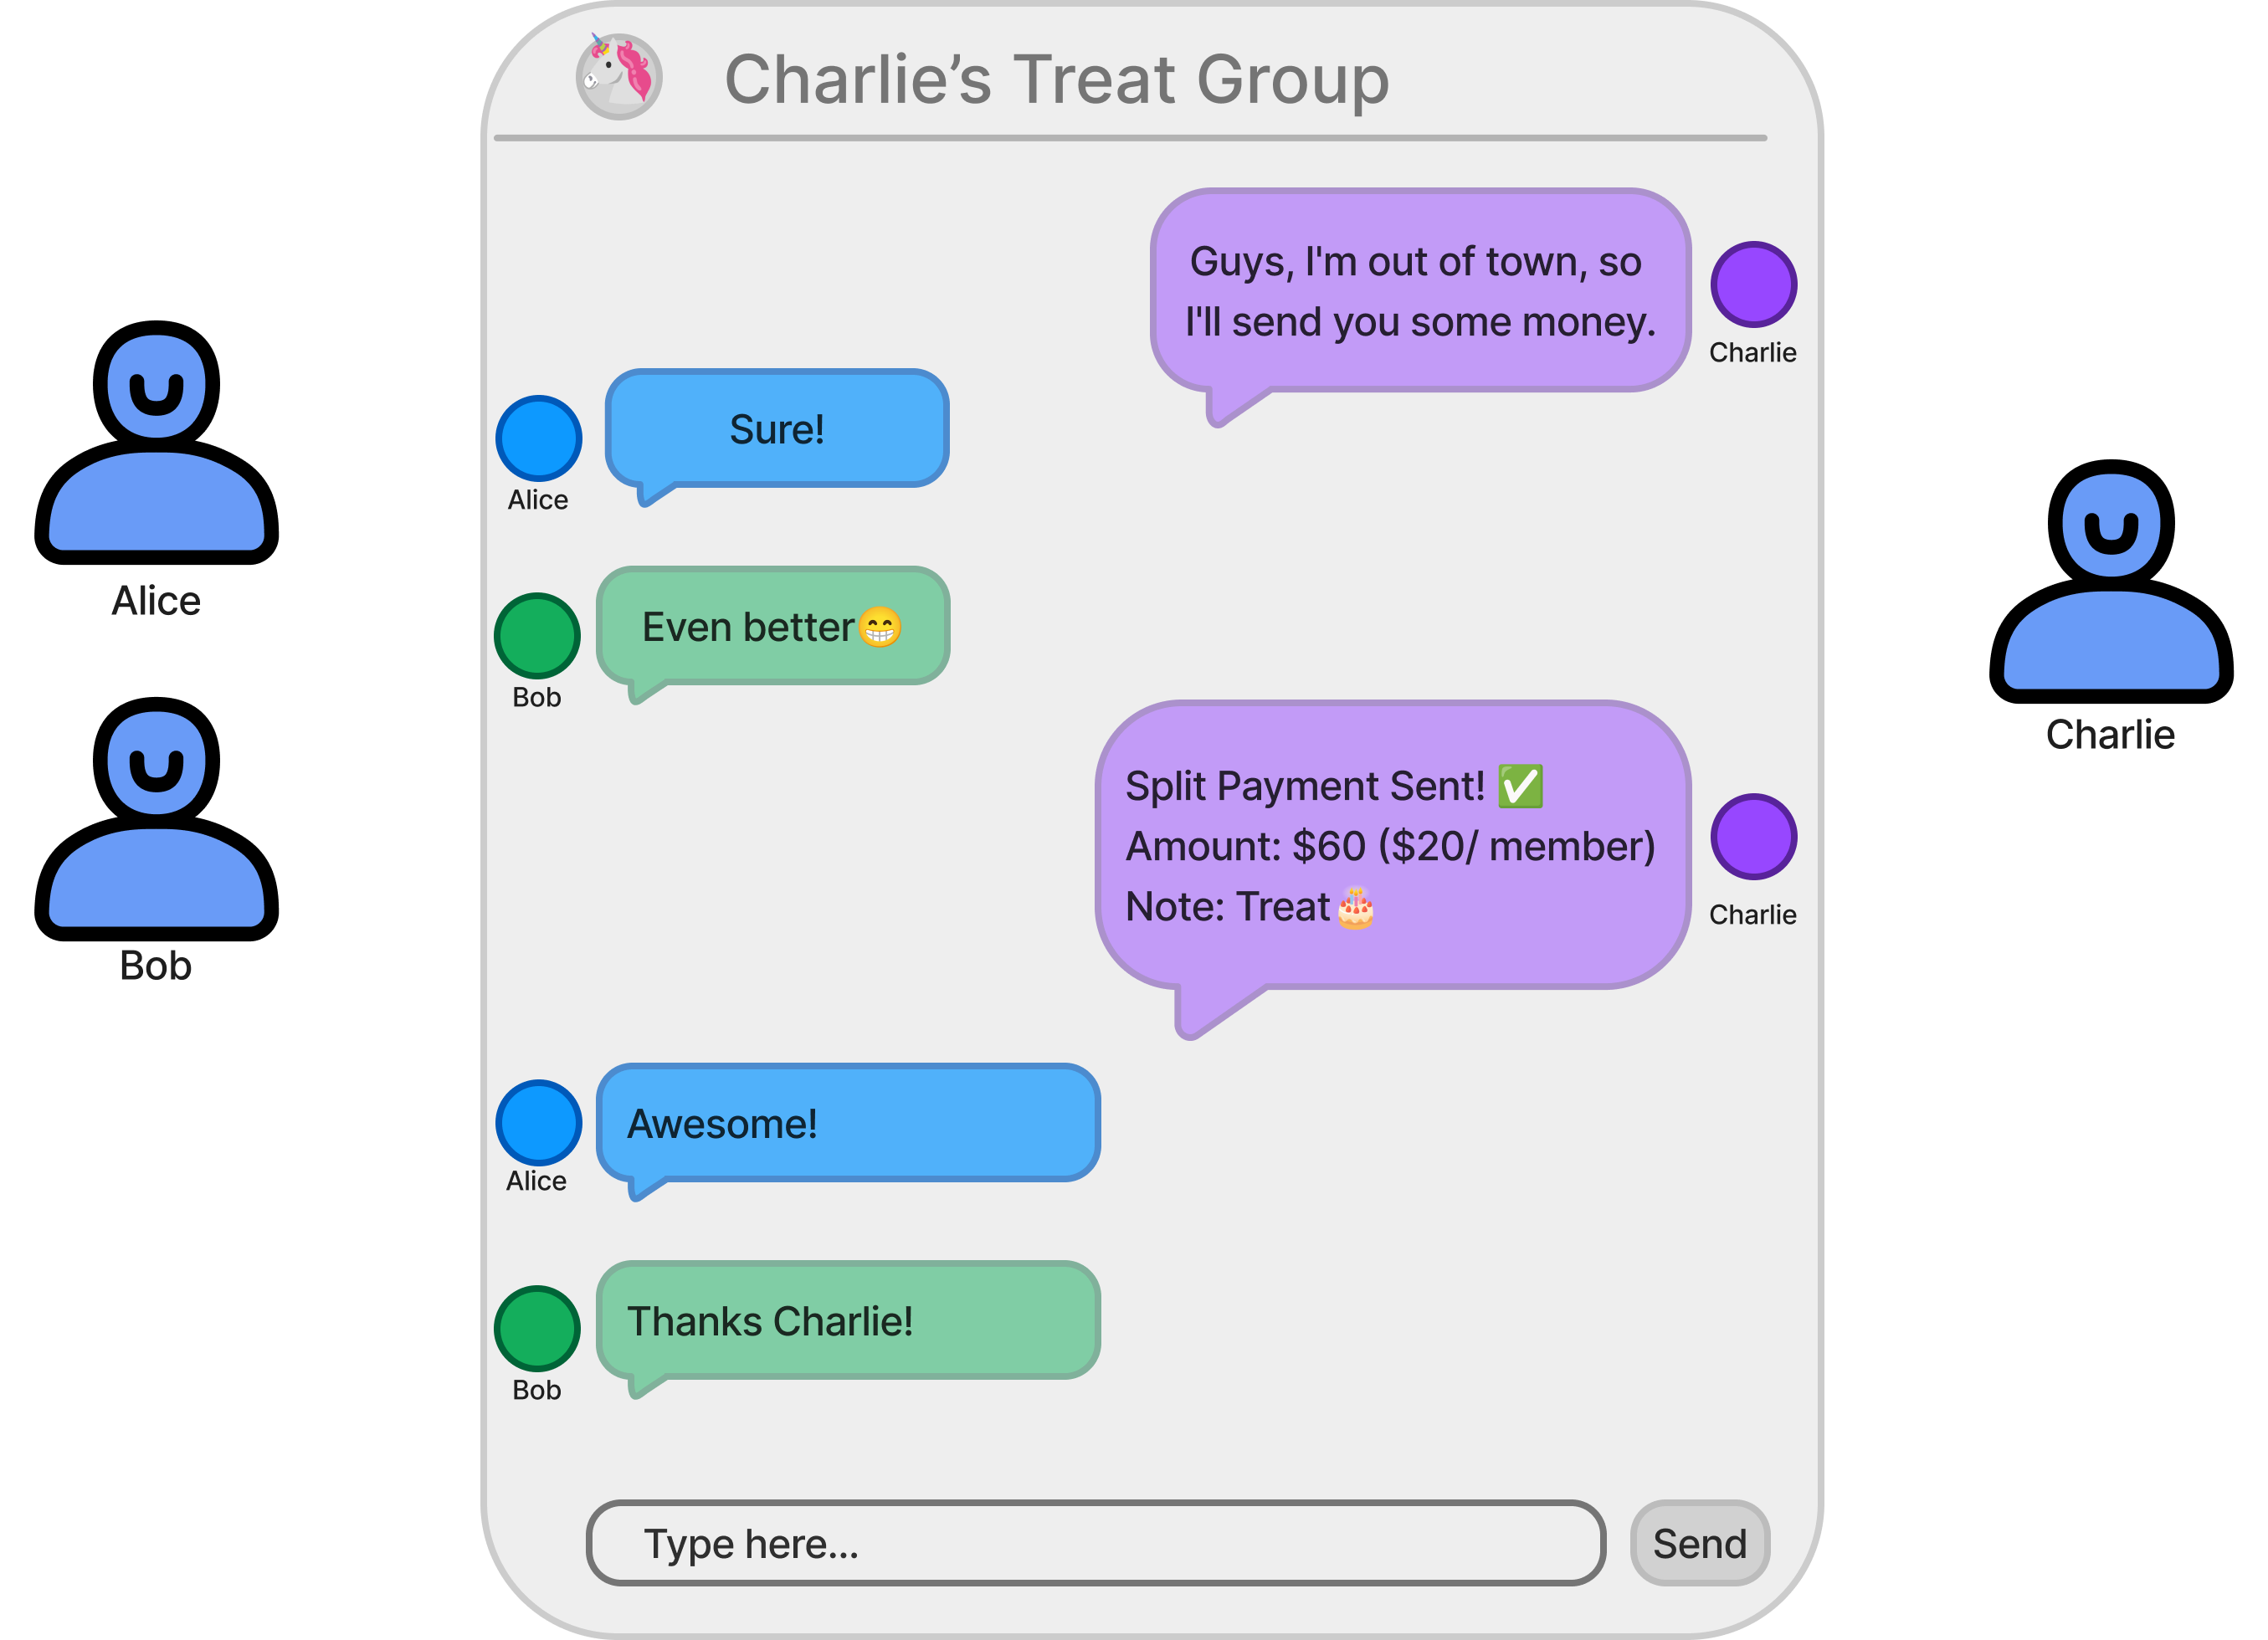 Charlie’s Treat Group
Guys, I'm out of town, so
I'll send you some money.
Charlie
Sure!
Alice
Alice
Even better😁
Bob
Charlie
Split Payment Sent! ✅
Amount: $60 ($20/ member)
Note: Treat🎂
Charlie
Bob
Awesome!
Alice
Thanks Charlie!
Bob
Type here...
Send